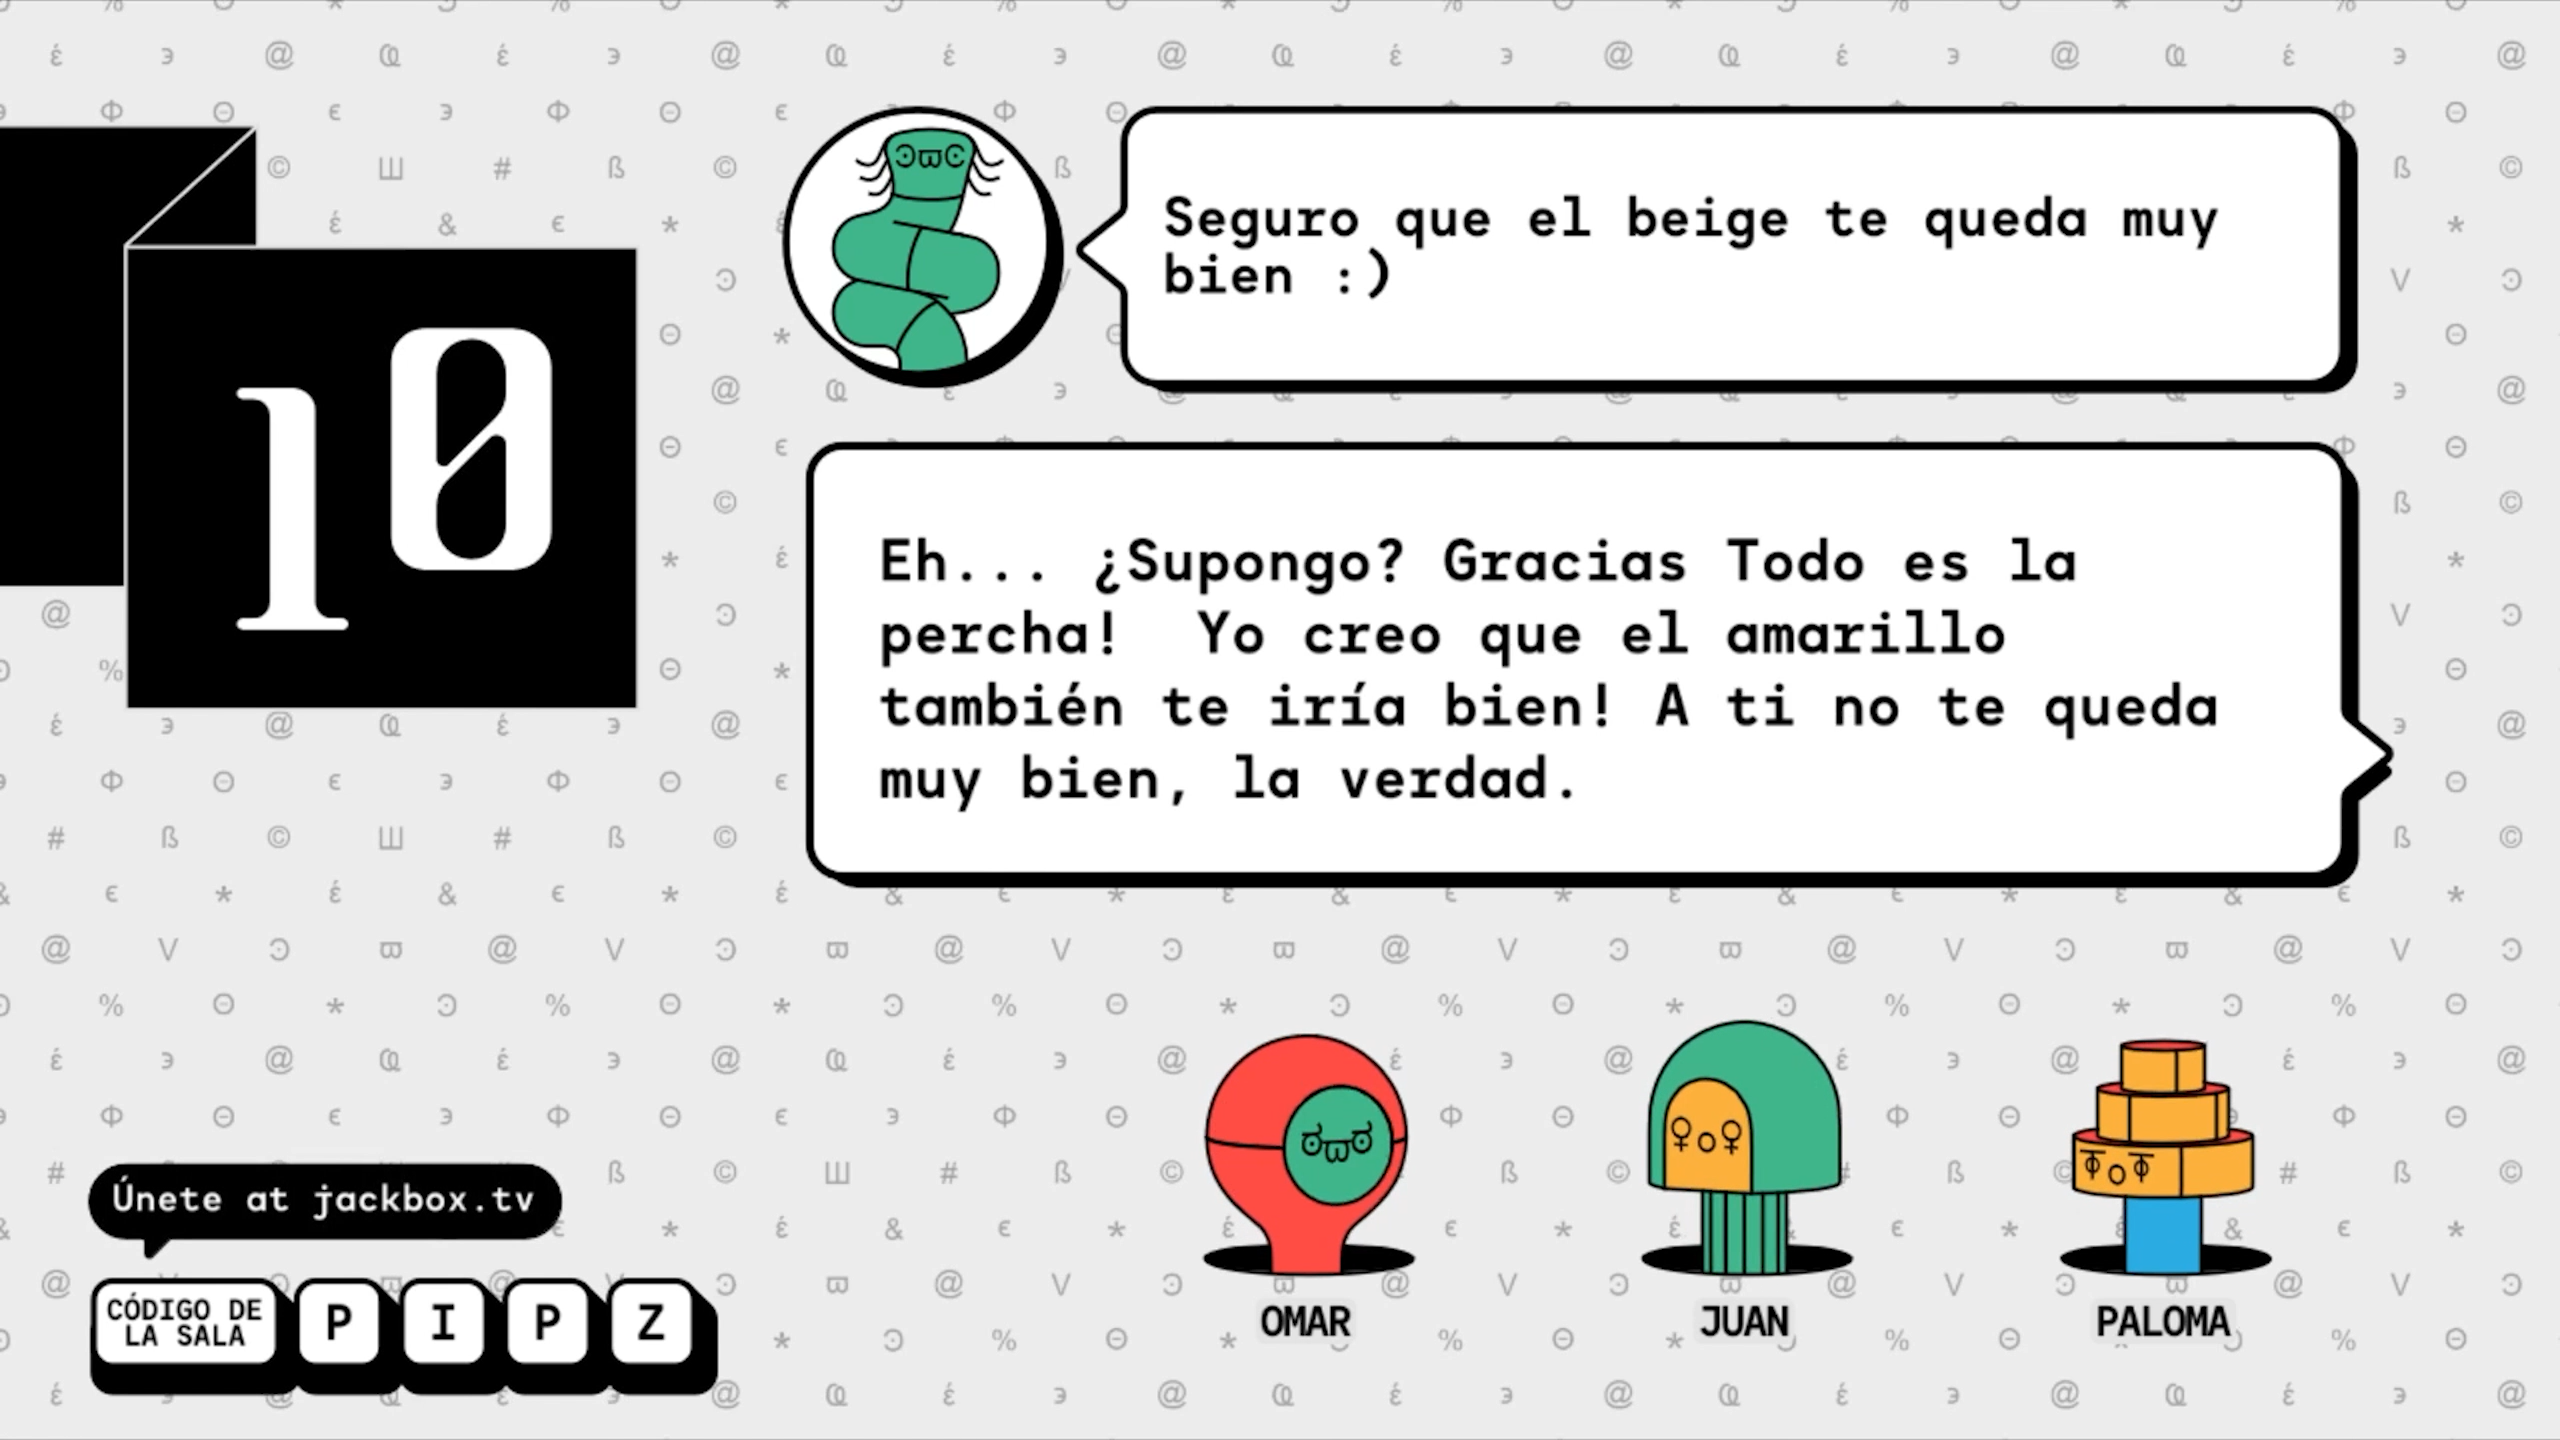 Seguro que el beige te queda muy
bien :)
10
Eh... ¿Supongo? Gracias Todo es la
percha!  Yo creo que el amarillo
también te iría bien! A ti no te queda
muy bien, la verdad.
Únete at jackbox.tv
CÓDIGO DE
LA SALA
P I P Z
OMAR
JUAN
PALOMA